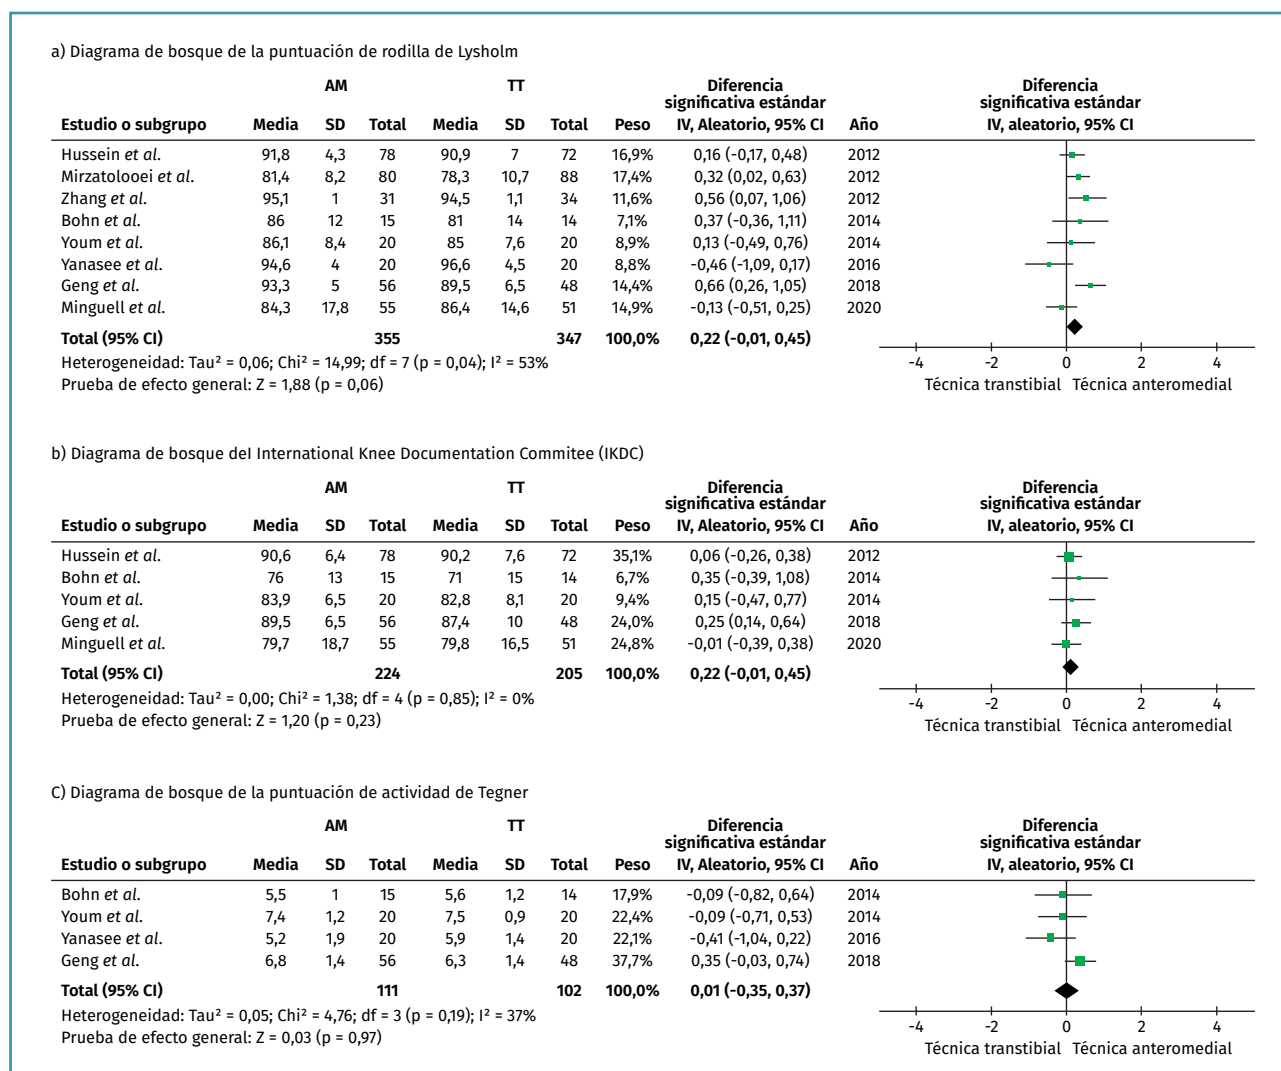 a) Diagrama de bosque de la puntuación de rodilla de Lysholm
AM TT Diferencia significativa estándar Diferencia significativa estándar
Estudio o subgrupo Media SD Total Media SD Total Peso IV, Aleatorio, 95% CI Año IV, aleatorio, 95% CI
Hussein et al. 91,8 4,3 78 90,9 7 72 16,9% 0,16 (-0,17, 0,48) 2012
Mirzatolooei et al. 81,4 8,2 80 78,3 10,7 88 17,4% 0,32 (0,02, 0,63) 2012
Zhang et al. 95,1 1 31 94,5 1,1 34 11,6% 0,56 (0,07, 1,06) 2012
Bohn et al. 86 12 15 81 14 14 7,1% 0,37 (-0,36, 1,11) 2014
Youm et al. 86,1 8,4 20 85 7,6 20 8,9% 0,13 (-0,49, 0,76) 2014
Yanasee et al. 94,6 4 20 96,6 4,5 20 8,8% -0,46 (-1,09, 0,17) 2016
Geng et al. 93,3 5 56 89,5 6,5 48 14,4% 0,66 (0,26, 1,05) 2018
Minguell et al. 84,3 17,8 55 86,4 14,6 51 14,9% -0,13 (-0,51, 0,25) 2020
Total (95% CI) 355 347 100,0% 0,22 (-0,01, 0,45)
Heterogeneidad: Tau² = 0,06; Chi² = 14,99; df = 7 (p = 0,04); I² = 53%
Prueba de efecto general: Z = 1,88 (p = 0,06)
-4 -2 0 2 4
Técnica transtibial Técnica anteromedial
b) Diagrama de bosque del International Knee Documentation Commitee (IKDC)
AM TT Diferencia significativa estándar Diferencia significativa estándar
Estudio o subgrupo Media SD Total Media SD Total Peso IV, Aleatorio, 95% CI Año IV, aleatorio, 95% CI
Hussein et al. 90,6 6,4 78 90,2 7,6 72 35,1% 0,06 (-0,26, 0,38) 2012
Bohn et al. 76 13 15 71 15 14 6,7% 0,35 (-0,39, 1,08) 2014
Youm et al. 83,9 6,5 20 82,8 8,1 20 9,4% 0,15 (-0,47, 0,77) 2014
Geng et al. 89,5 6,5 56 87,4 10 48 24,0% 0,25 (0,14, 0,64) 2018
Minguell et al. 79,7 18,7 55 79,8 16,5 51 24,8% -0,01 (-0,39, 0,38) 2020
Total (95% CI) 224 205 100,0% 0,22 (-0,01, 0,45)
Heterogeneidad: Tau² = 0,00; Chi² = 1,38; df = 4 (p = 0,85); I² = 0%
Prueba de efecto general: Z = 1,20 (p = 0,23)
-4 -2 0 2 4
Técnica transtibial Técnica anteromedial
C) Diagrama de bosque de la puntuación de actividad de Tegner
AM TT Diferencia significativa estándar Diferencia significativa estándar
Estudio o subgrupo Media SD Total Media SD Total Peso IV, Aleatorio, 95% CI Año IV, aleatorio, 95% CI
Bohn et al. 5,5 1 15 5,6 1,2 14 17,9% -0,09 (-0,82, 0,64) 2014
Youm et al. 7,4 1,2 20 7,5 0,9 20 22,4% -0,09 (-0,71, 0,53) 2014
Yanasee et al. 5,2 1,9 20 5,9 1,4 20 22,1% -0,41 (-1,04, 0,22) 2016
Geng et al. 6,8 1,4 56 6,3 1,4 48 37,7% 0,35 (-0,03, 0,74) 2018
Total (95% CI) 111 102 100,0% 0,01 (-0,35, 0,37)
Heterogeneidad: Tau² = 0,05; Chi² = 4,76; df = 3 (p = 0,19); I² = 37%
Prueba de efecto general: Z = 0,03 (p = 0,97)
-4 -2 0 2 4
Técnica transtibial Técnica anteromedial